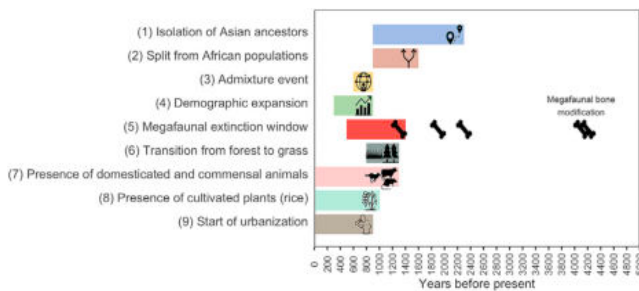 (1) Isolation of Asian ancestors
(2) Split from African populations
(3) Admixture event
(4) Demographic expansion
Megafaunal bone
modification
(5) Megafaunal extinction window
(6) Transition from forest to grass
(7) Presence of domesticated and commensal animals
(8) Presence of cultivated plants (rice)
(9) Start of urbanization
0 200 400 600 800 1000 1200 1400 1600 1800 2000 2200 2400 2600 2800 3000 3200 3400 3600 3800 4000 4200 4400 4600 4800
Years before present